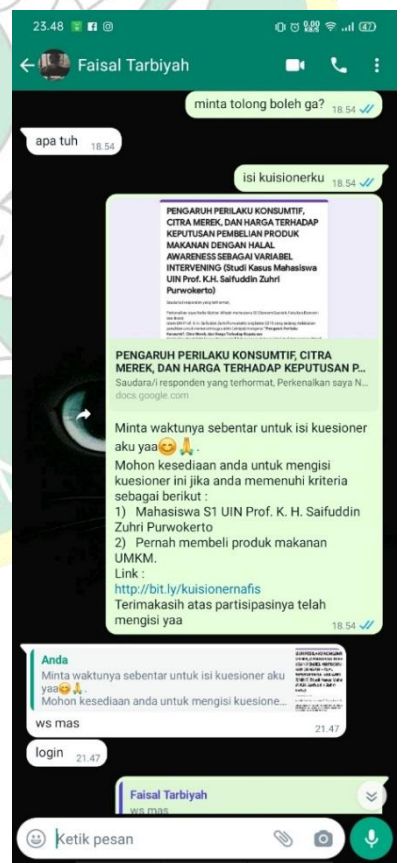 23.48
Faisal Tarbiyah
minta tolong boleh ga? 18.54
apa tuh 18.54
isi kuisionerku 18.54
PENGARUH PERILAKU KONSUMTIF,
CITRA MEREK, DAN HARGA TERHADAP
KEPUTUSAN PEMBELIAN PRODUK
MAKANAN DENGAN HALAL
AWARENESS SEBAGAI VARIABEL
INTERVENING (Studi Kasus Mahasiswa
UIN Prof. K.H. Saifuddin Zuhri
Purwokerto)
PENGARUH PERILAKU KONSUMTIF, CITRA
MEREK, DAN HARGA TERHADAP KEPUTUSAN P...
Saudara/i responden yang terhormat, Perkenalkan saya N...
docs.google.com
Minta waktunya sebentar untuk isi kuesioner
aku yaa😊🙏.
Mohon kesediaan anda untuk mengisi
kuesioner ini jika anda memenuhi kriteria
sebagai berikut :
1) Mahasiswa S1 UIN Prof. K. H. Saifuddin
Zuhri Purwokerto
2) Pernah membeli produk makanan
UMKM.
Link :
http://bit.ly/kuisionernafis
Terimakasih atas partisipasinya telah
mengisi yaa 18.54
Anda
Minta waktunya sebentar untuk isi kuesioner aku
yaa😊🙏.
Mohon kesediaan anda untuk mengisi kuesione...
ws mas 21.47
login 21.47
Faisal Tarbiyah
ws mas
Ketik pesan